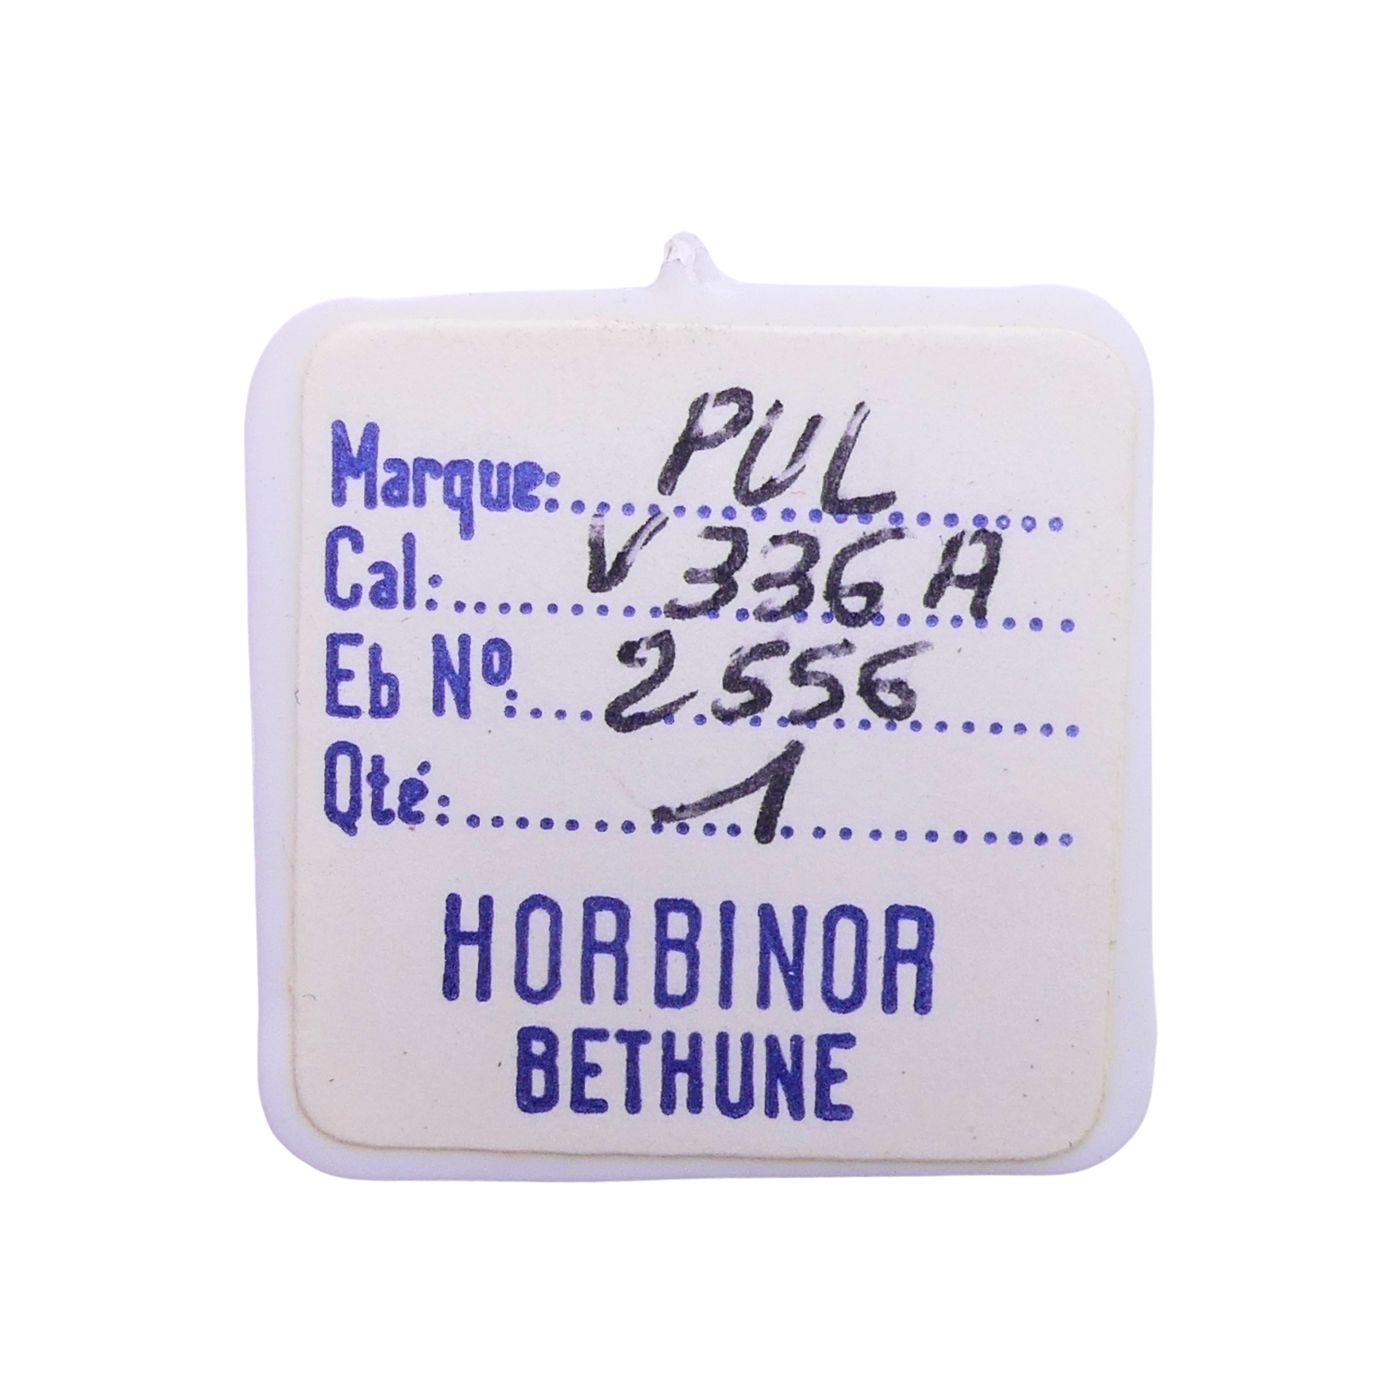 Marque: PUL
Cal: V336A
Eb Nº: 2556
Qté: 1
HORBINOR
BETHUNE